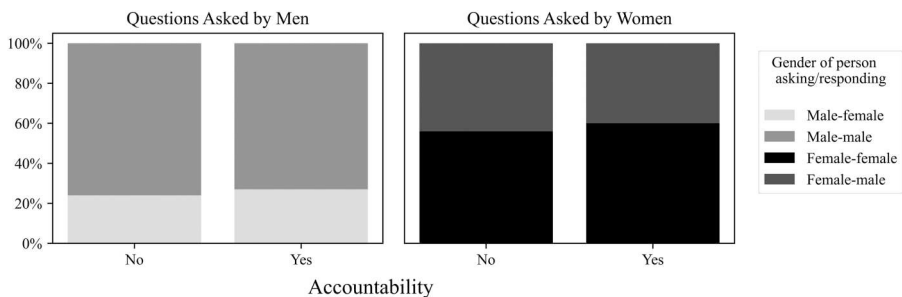 Questions Asked by Men
Questions Asked by Women
100%
80%
60%
40%
20%
0%
No
Yes
No
Yes
Accountability
Gender of person
asking/responding
Male-female
Male-male
Female-female
Female-male